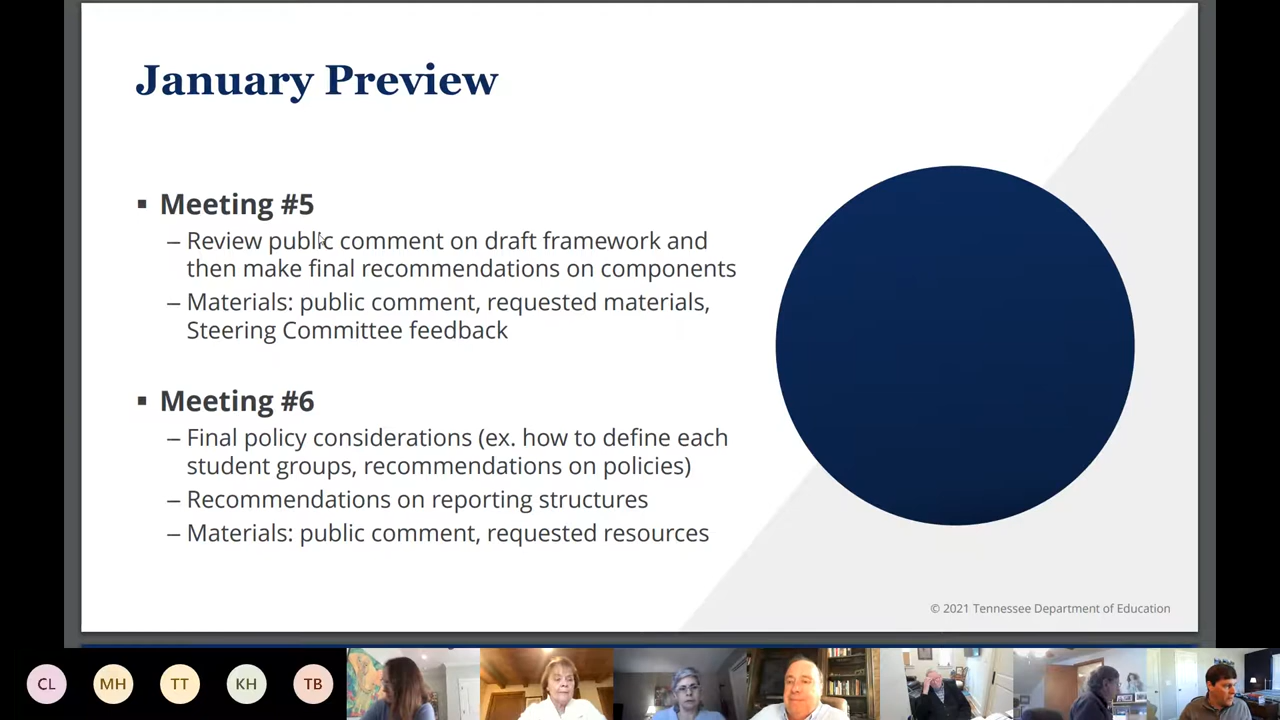 January Preview
▪ Meeting #5
– Review public comment on draft framework and
then make final recommendations on components
– Materials: public comment, requested materials,
Steering Committee feedback
▪ Meeting #6
– Final policy considerations (ex. how to define each
student groups, recommendations on policies)
– Recommendations on reporting structures
– Materials: public comment, requested resources
© 2021 Tennessee Department of Education
CL MH TT KH TB